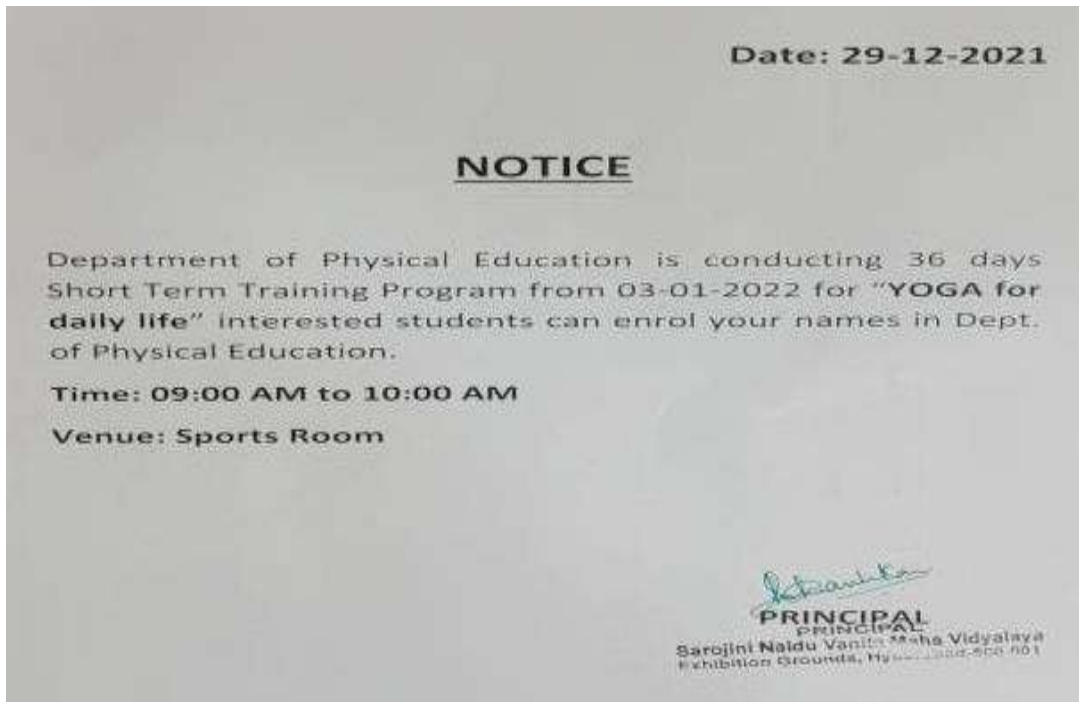 Date: 29-12-2021
NOTICE
Department of Physical Education is conducting 36 days
Short Term Training Program from 03-01-2022 for "YOGA for
daily life" interested students can enrol your names in Dept.
of Physical Education.
Time: 09:00 AM to 10:00 AM
Venue: Sports Room
PRINCIPAL
PRINCIPAL
Sarojini Naidu Vanita Maha Vidyalaya
Exhibition Grounds,